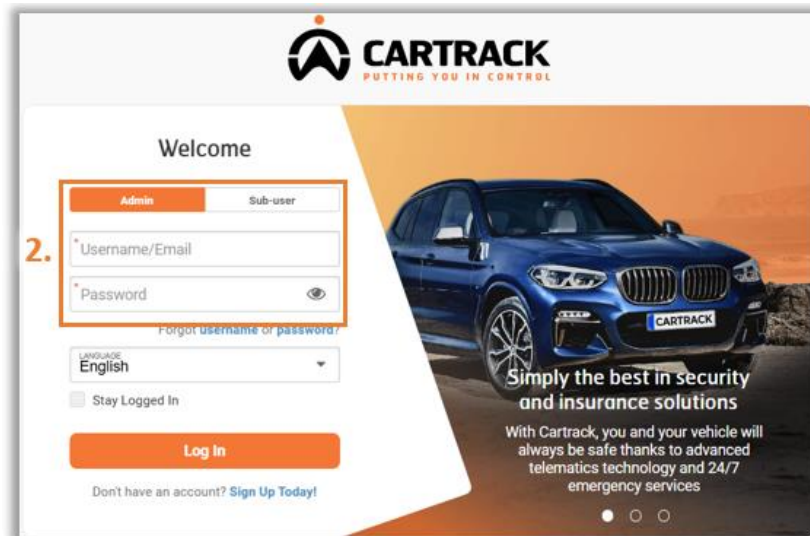 CARTRACK
PUTTING YOU IN CONTROL
Welcome
Admin Sub-user
2.
*Username/Email
*Password
Forgot username or password?
LANGUAGE
English
Stay Logged In
Log In
Don't have an account? Sign Up Today!
CARTRACK
Simply the best in security
and insurance solutions
With Cartrack, you and your vehicle will
always be safe thanks to advanced
telematics technology and 24/7
emergency services